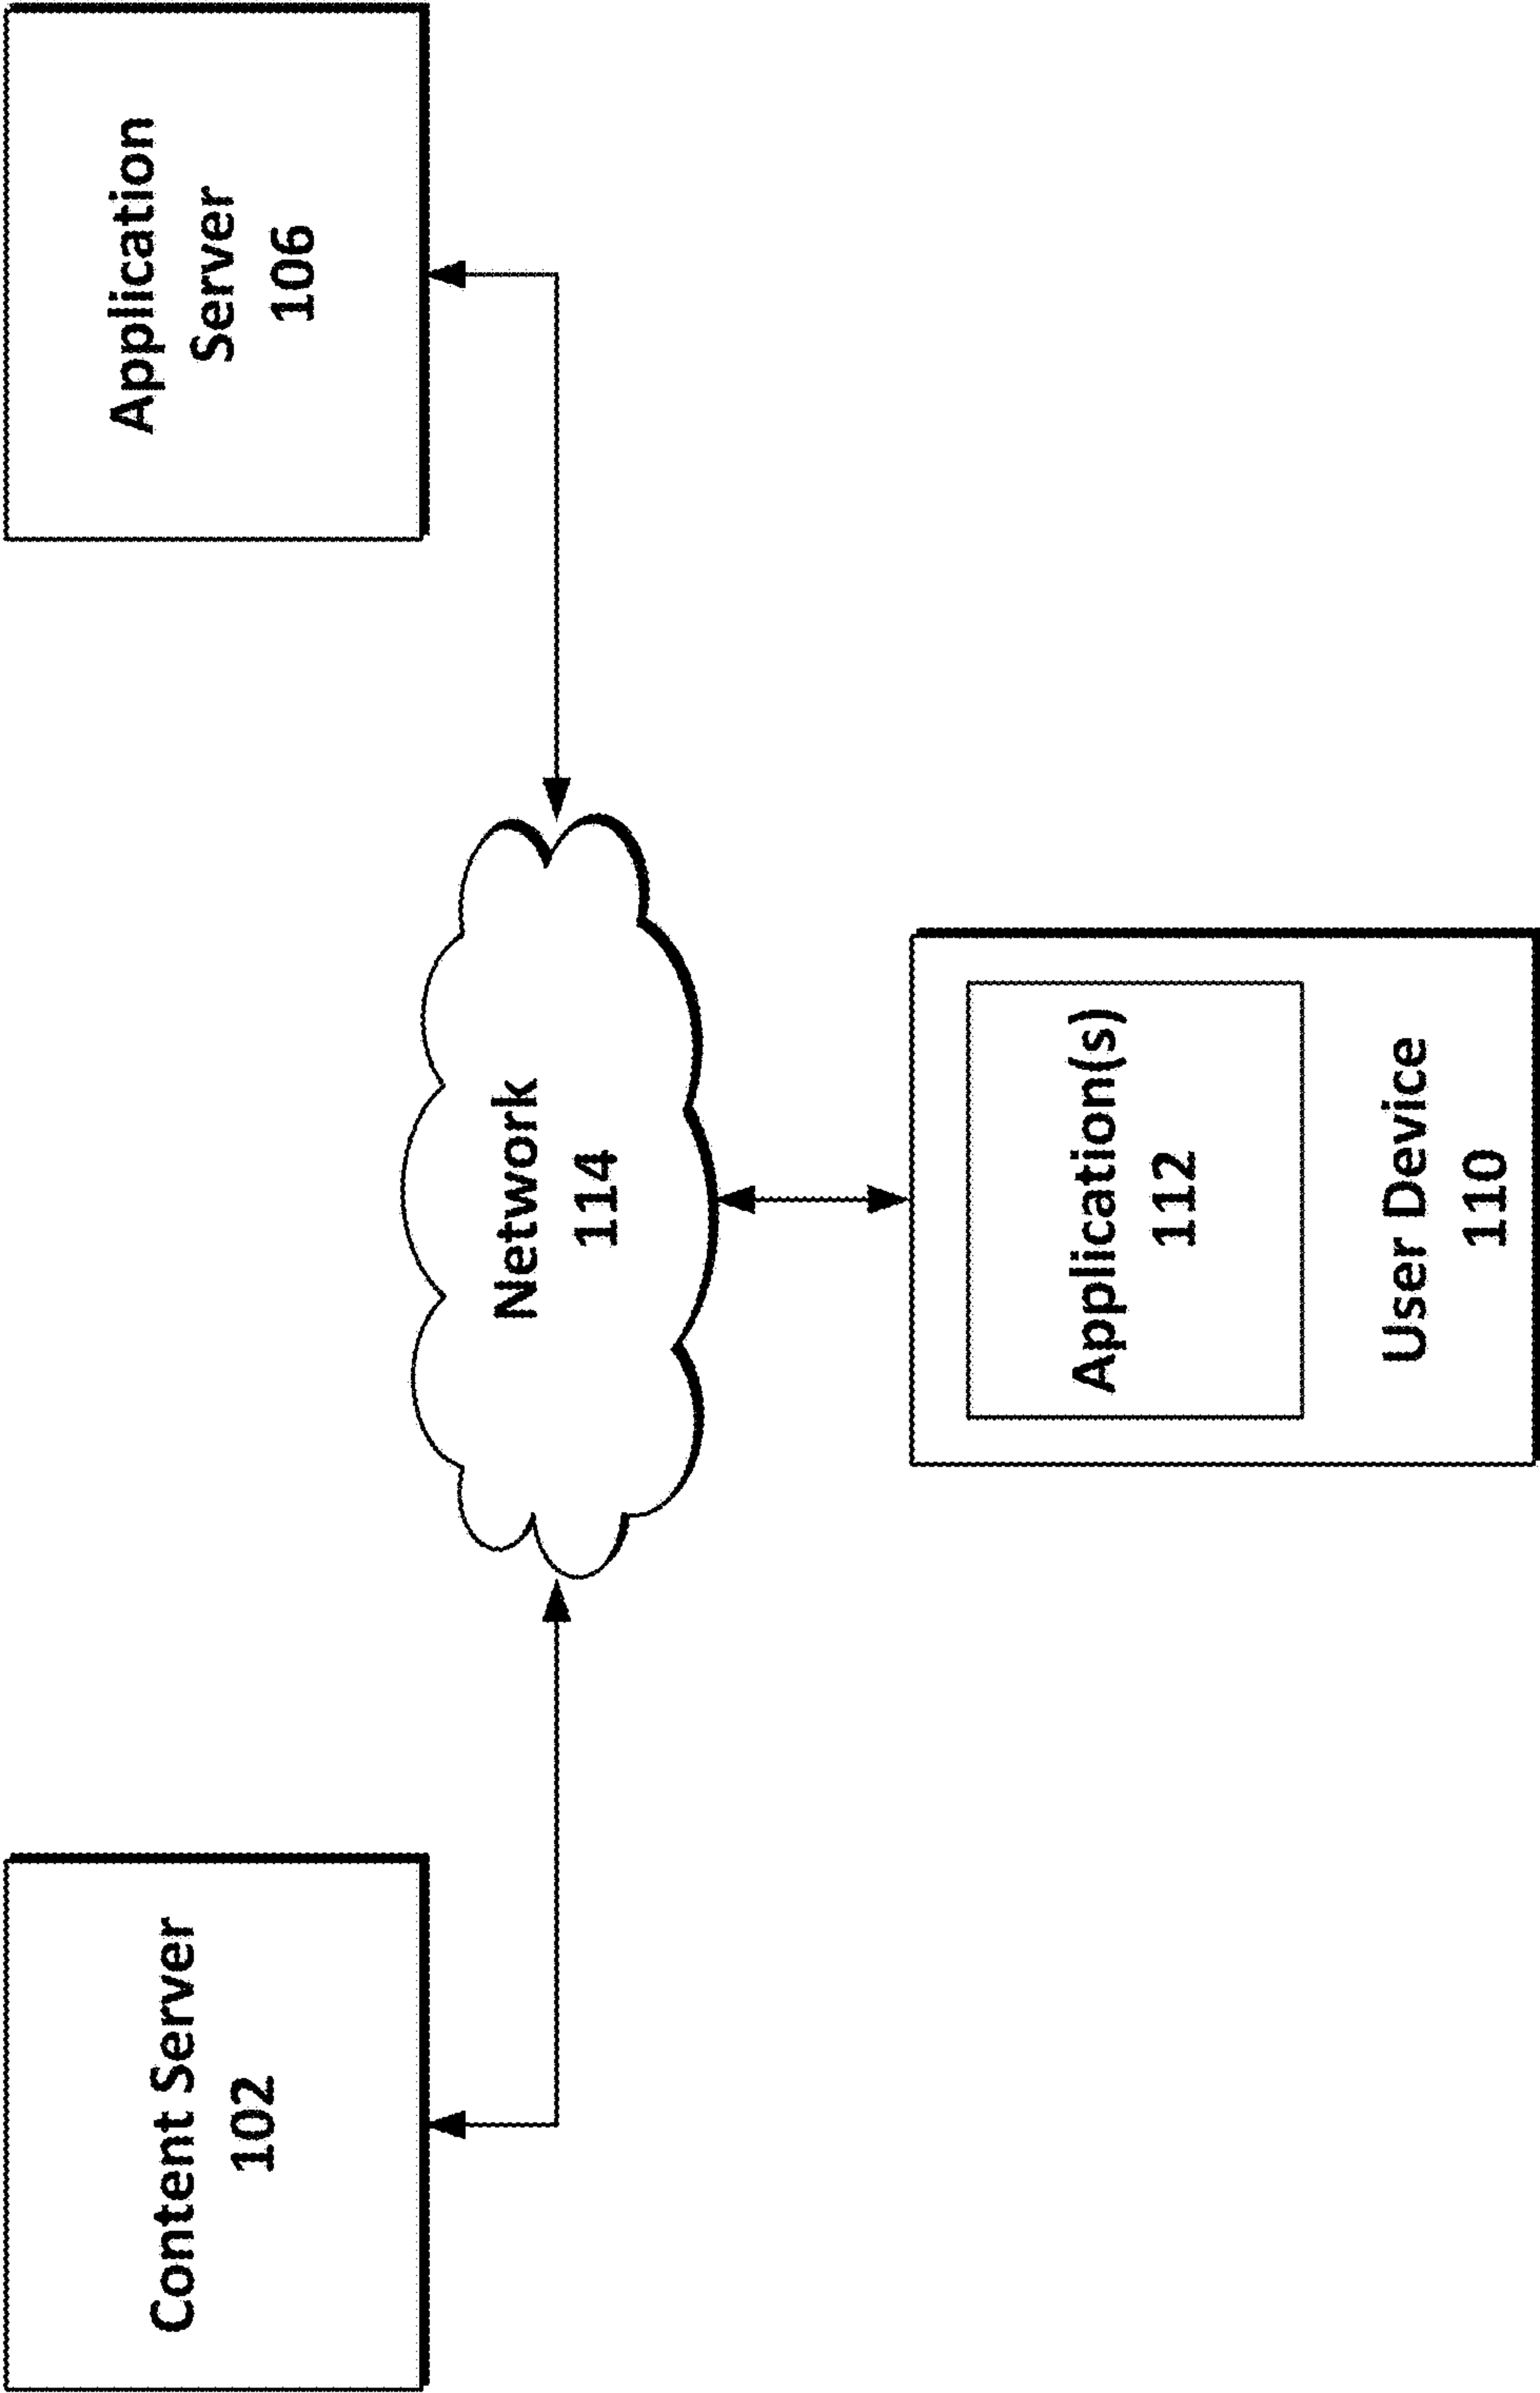 Content Server
102
Application
Server
106
Network
114
Application(s)
112
User Device
110